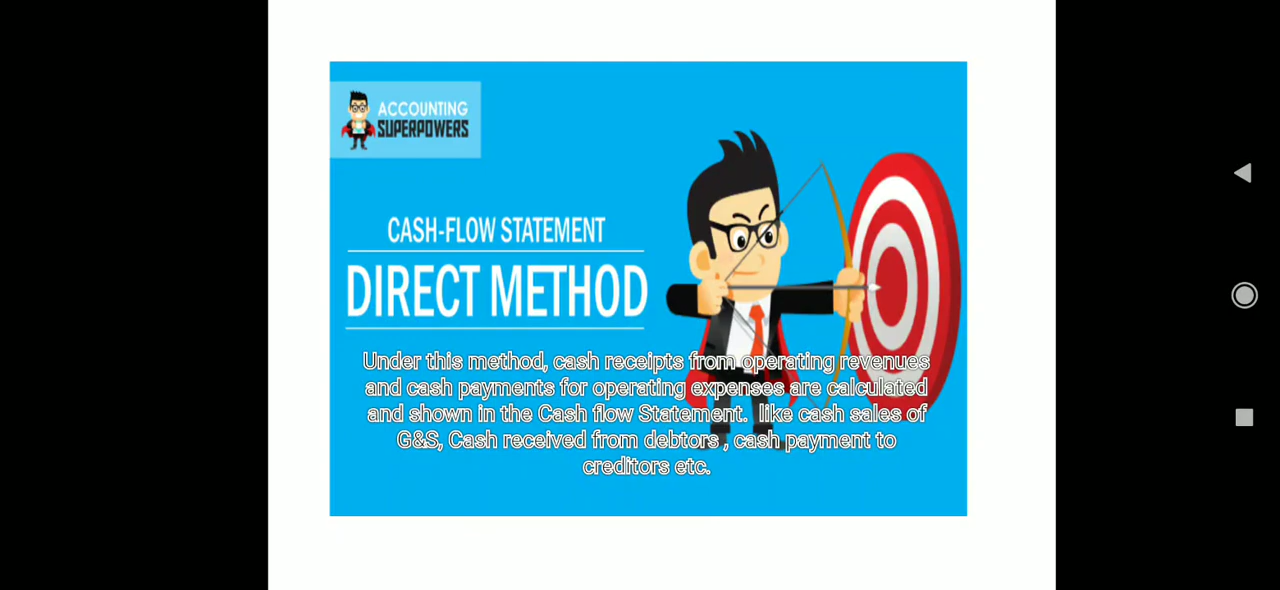 ACCOUNTING
SUPERPOWERS
CASH-FLOW STATEMENT
DIRECT METHOD
Under this method, cash receipts from operating revenues
and cash payments for operating expenses are calculated
and shown in the Cash flow Statement.  like cash sales of
G&S, Cash received from debtors , cash payment to
creditors etc.